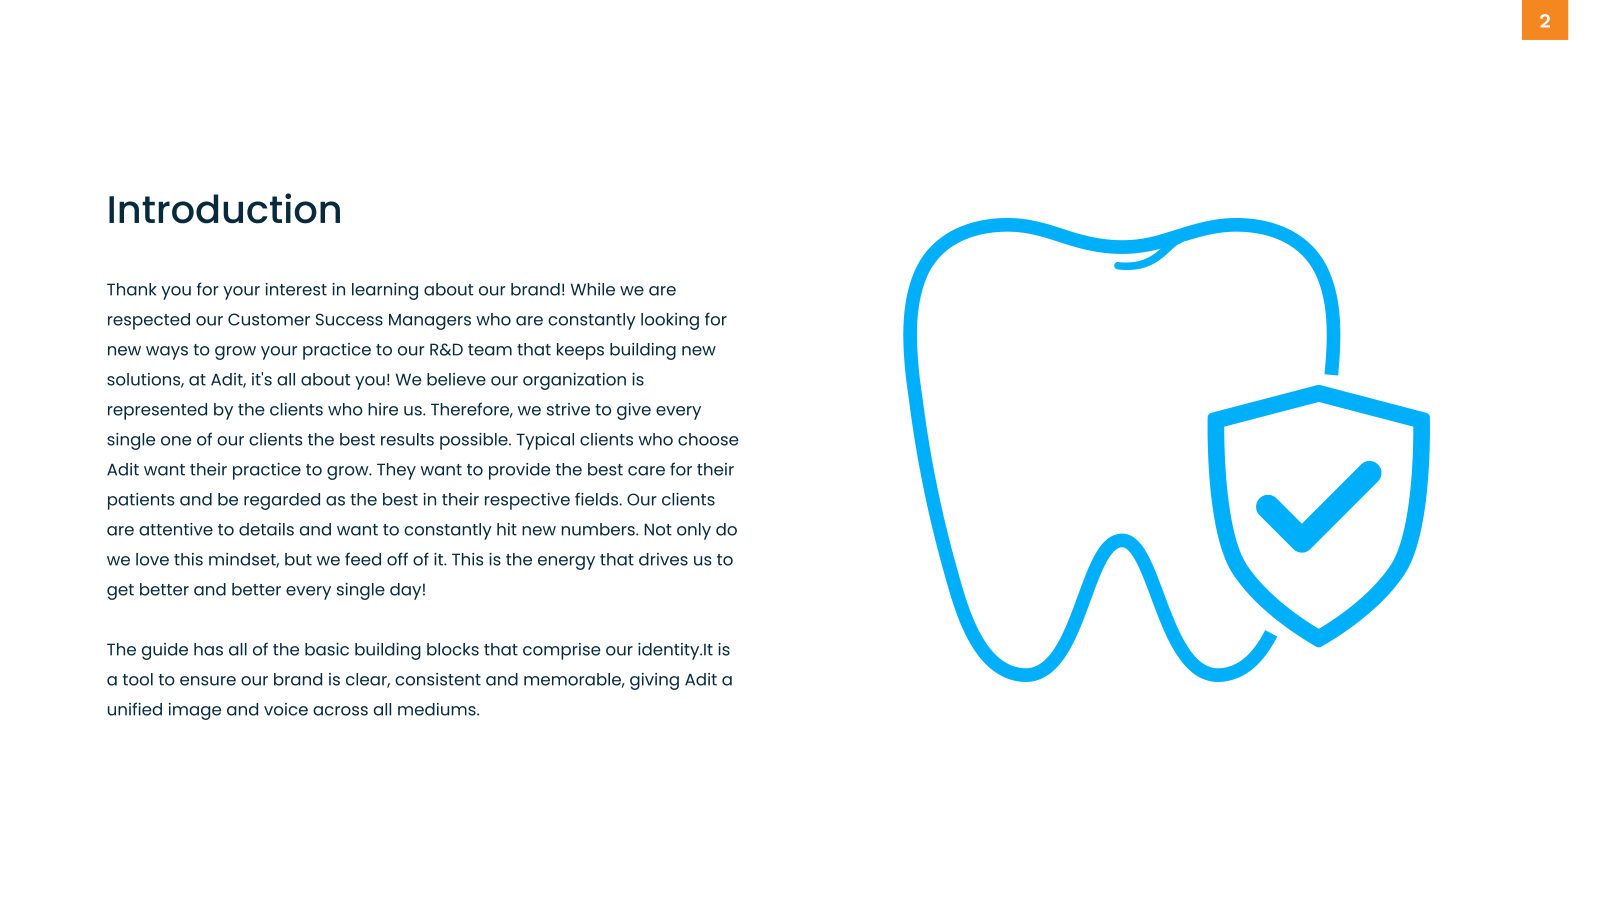 2
Introduction
Thank you for your interest in learning about our brand! While we are
respected our Customer Success Managers who are constantly looking for
new ways to grow your practice to our R&D team that keeps building new
solutions, at Adit, it's all about you! We believe our organization is
represented by the clients who hire us. Therefore, we strive to give every
single one of our clients the best results possible. Typical clients who choose
Adit want their practice to grow. They want to provide the best care for their
patients and be regarded as the best in their respective fields. Our clients
are attentive to details and want to constantly hit new numbers. Not only do
we love this mindset, but we feed off of it. This is the energy that drives us to
get better and better every single day!
The guide has all of the basic building blocks that comprise our identity.It is
a tool to ensure our brand is clear, consistent and memorable, giving Adit a
unified image and voice across all mediums.